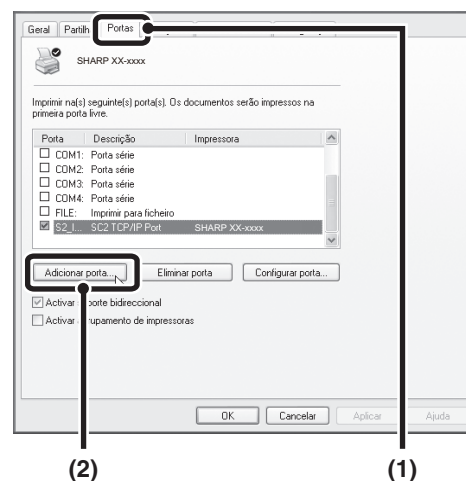 Geral Partilh Portas
SHARP XX-xxxx
Imprimir na(s) seguinte(s) porta(s). Os documentos serão impressos na
primeira porta livre.
Porta Descrição Impressora
COM1: Porta série
COM2: Porta série
COM3: Porta série
COM4: Porta série
FILE: Imprimir para ficheiro
S2_I... SC2 TCP/IP Port SHARP XX-xxxx
Adicionar porta... Eliminar porta Configurar porta...
Activar porte bidireccional
Activar upamento de impressoras
OK Cancelar Aplicar Ajuda
(2) (1)